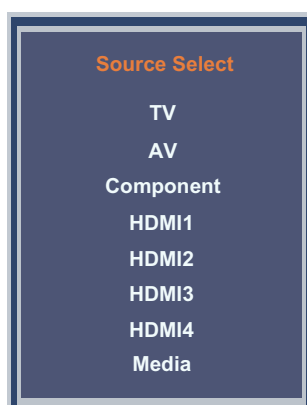 Source Select
TV
AV
Component
HDMI1
HDMI2
HDMI3
HDMI4
Media